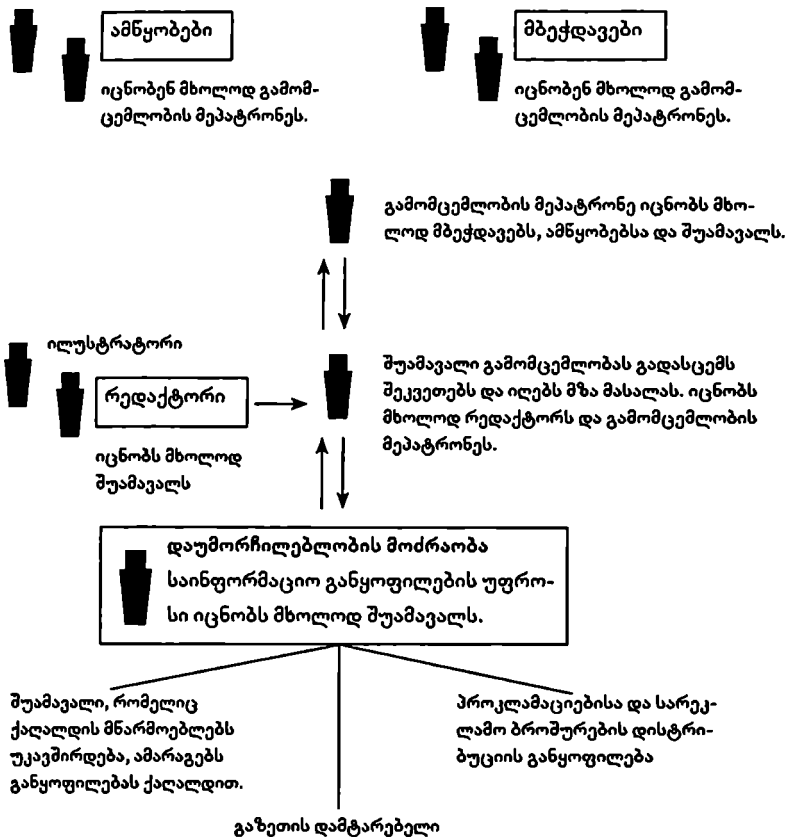 ამწყობები
იცნობენ მხოლოდ გამომ-
ცემლობის მეპატრონეს.
მბეჭდავები
იცნობენ მხოლოდ გამომ-
ცემლობის მეპატრონეს.
გამომცემლობის მეპატრონე იცნობს მხო-
ლოდ მბეჭდავებს, ამწყობებსა და შუამავალს.
ილუსტრატორი
რედაქტორი
იცნობს მხოლოდ
შუამავალს
შუამავალი გამომცემლობას გადასცემს
შეკვეთებს და იღებს მზა მასალას. იცნობს
მხოლოდ რედაქტორს და გამომცემლობის
მეპატრონეს.
დაუმორჩილებლობის მოძრაობა
საინფორმაციო განყოფილების უფრო-
სი იცნობს მხოლოდ შუამავალს.
შუამავალი, რომელიც
ქაღალდის მწარმოებლებს
უკავშირდება, ამარაგებს
განყოფილებას ქაღალდით.
გაზეთის დამტარებელი
პროკლამაციებისა და სარეკ-
ლამო ბროშურების დისტრი-
ბუციის განყოფილება